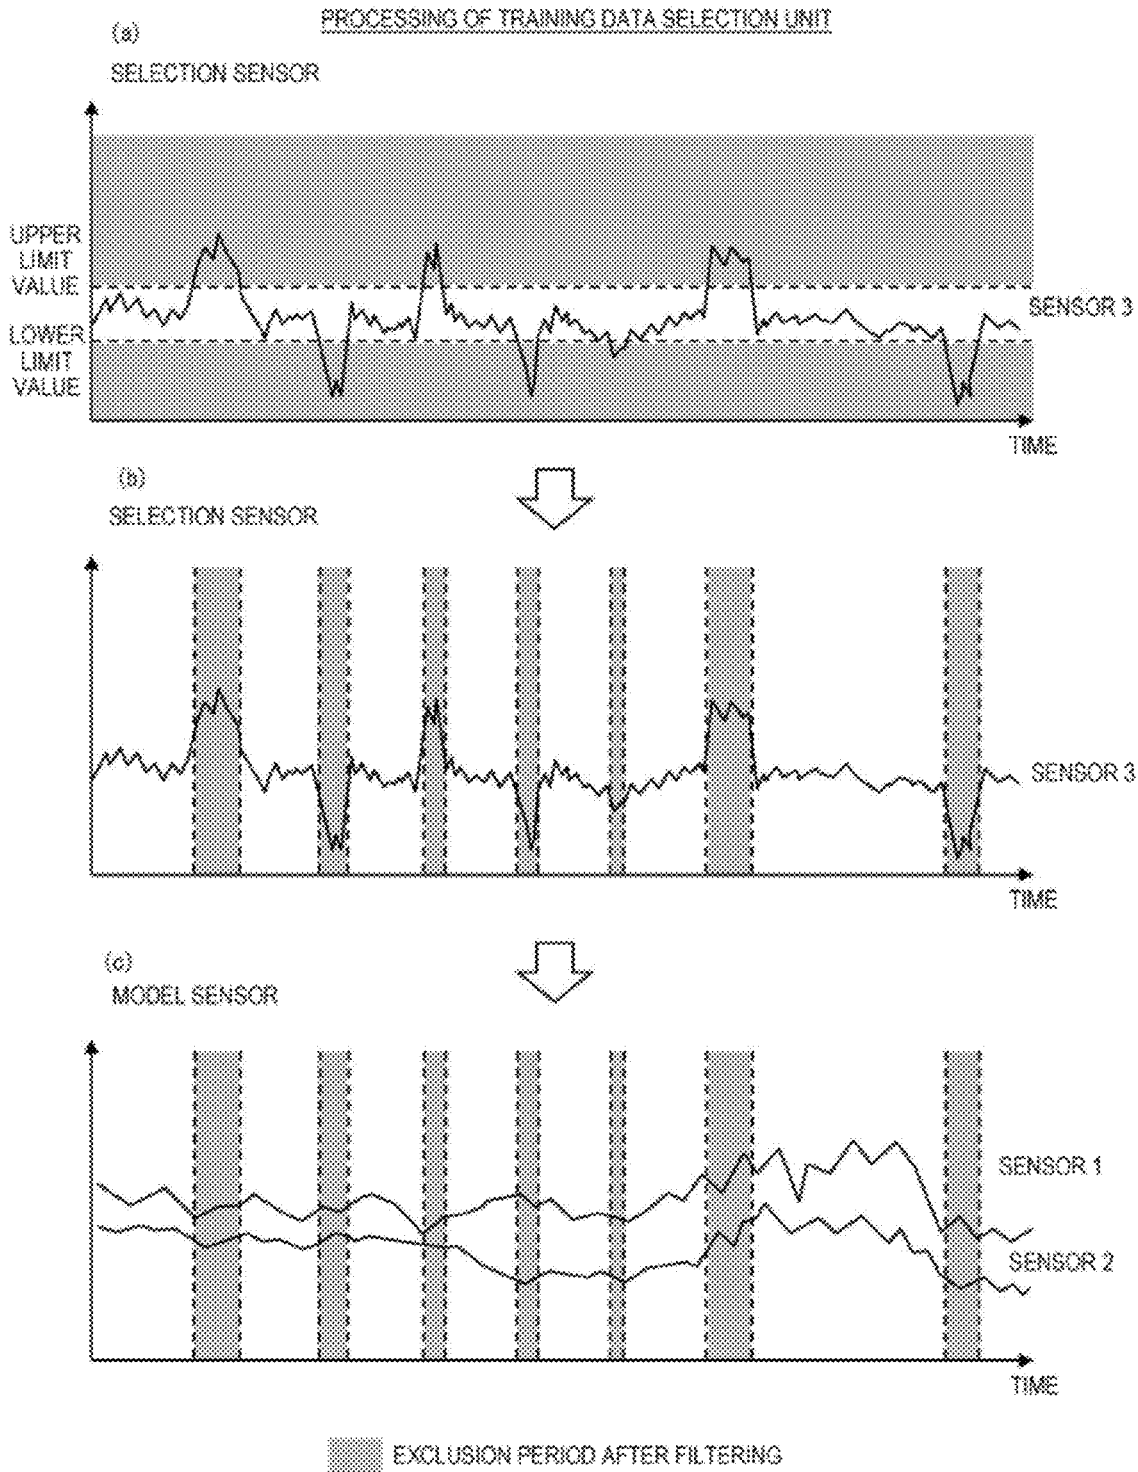 PROCESSING OF TRAINING DATA SELECTION UNIT
(a)
SELECTION SENSOR
UPPER
LIMIT
VALUE
SENSOR 3
LOWER
LIMIT
VALUE
TIME
(b)
SELECTION SENSOR
SENSOR 3
TIME
(c)
MODEL SENSOR
SENSOR 1
SENSOR 2
TIME
EXCLUSION PERIOD AFTER FILTERING